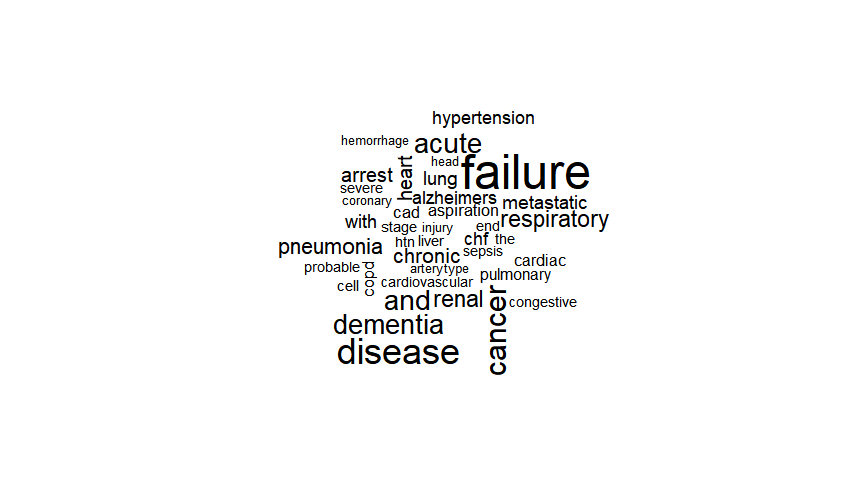 hypertension
hemorrhage
acute
head
failure
heart
arrest
lung
severe
alzheimers
coronary
metastatic
cad
aspiration
respiratory
with
stage
injury
end
htn
liver
chf
the
pneumonia
sepsis
chronic
cardiac
probable
copd
artery
type
pulmonary
cell
cardiovascular
and
renal
cancer
congestive
dementia
disease